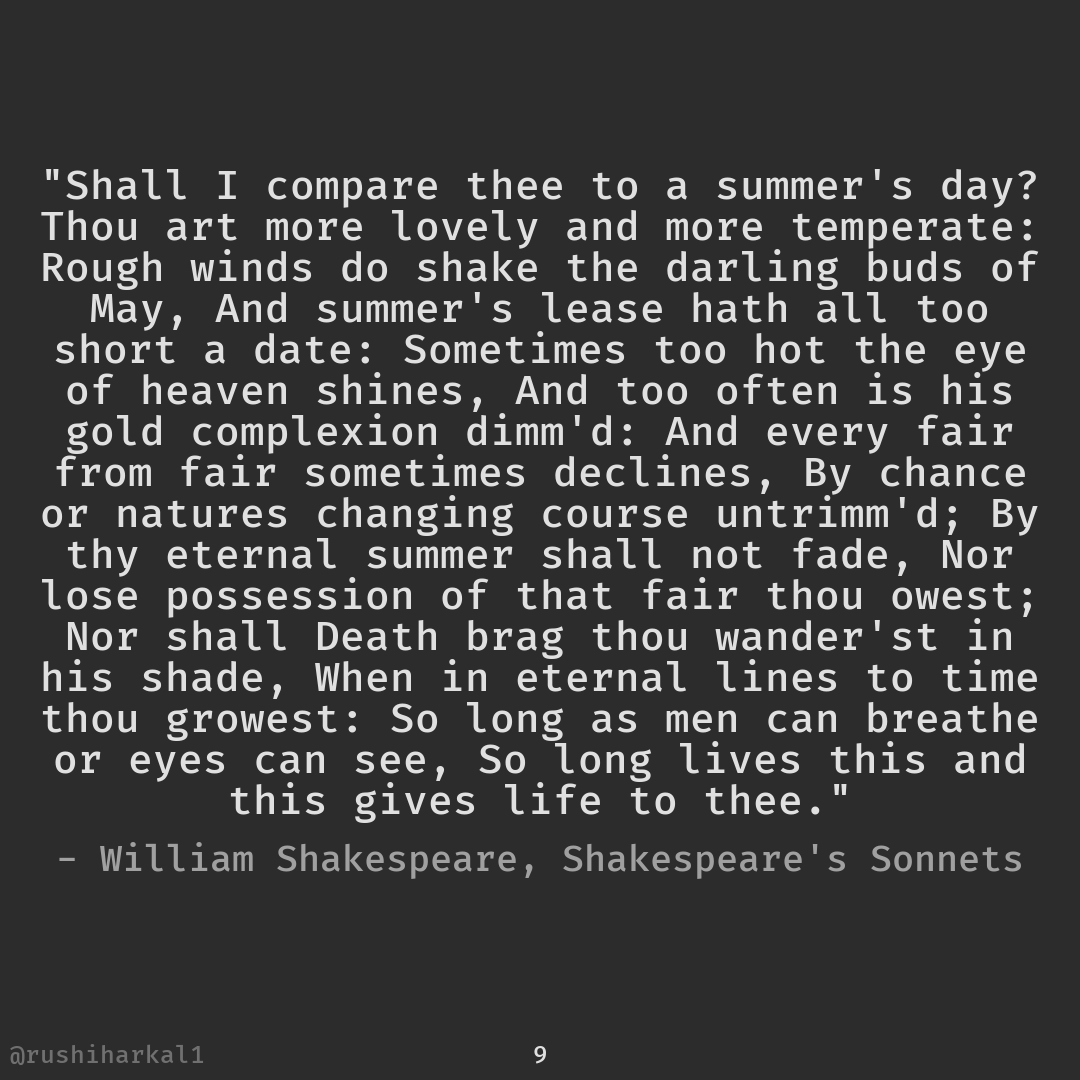 "Shall I compare thee to a summer's day?
Thou art more lovely and more temperate:
Rough winds do shake the darling buds of
May, And summer's lease hath all too
short a date: Sometimes too hot the eye
of heaven shines, And too often is his
gold complexion dimm'd: And every fair
from fair sometimes declines, By chance
or natures changing course untrimm'd; By
thy eternal summer shall not fade, Nor
lose possession of that fair thou owest;
Nor shall Death brag thou wander'st in
his shade, When in eternal lines to time
thou growest: So long as men can breathe
or eyes can see, So long lives this and
this gives life to thee."
– William Shakespeare, Shakespeare's Sonnets
@rushiharkal1
9